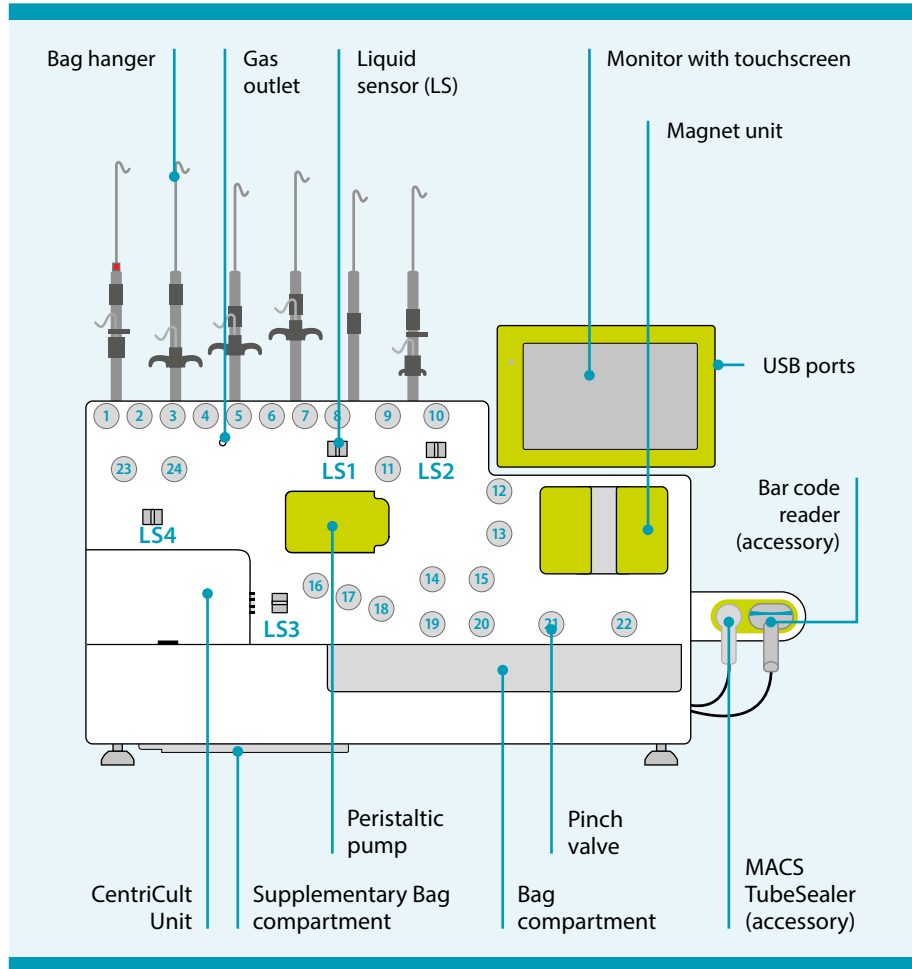 Bag hanger
Gas
outlet
Liquid
sensor (LS)
Monitor with touchscreen
Magnet unit
USB ports
1 2 3 4 5 6 7 8 9 10
23 24 LS1 11 LS2
12
Bar code
reader
(accessory)
LS4
13
16 17 18 14 15
LS3
19 20 21 22
Peristaltic
pump
Pinch
valve
CentriCult
Unit
Supplementary Bag
compartment
Bag
compartment
MACS
TubeSealer
(accessory)